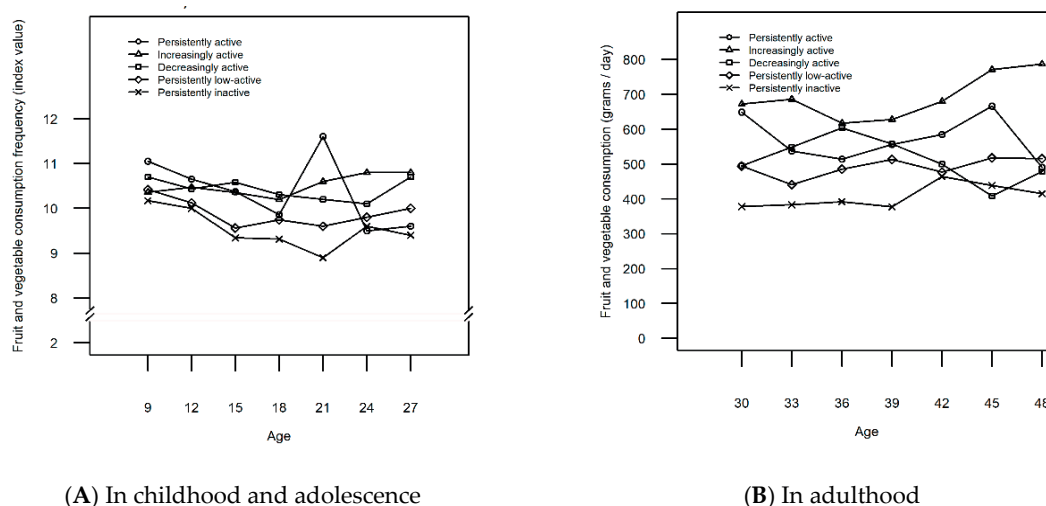 Persistently active
Increasingly active
Decreasingly active
Persistently low-active
Persistently inactive
Fruit and vegetable consumption frequency (index value)
12
11
10
9
8
2
9 12 15 18 21 24 27
Age
(A) In childhood and adolescence
Persistently active
Increasingly active
Decreasingly active
Persistently low-active
Persistently inactive
Fruit and vegetable consumption (grams / day)
800
700
600
500
400
300
200
100
0
30 33 36 39 42 45 48
Age
(B) In adulthood